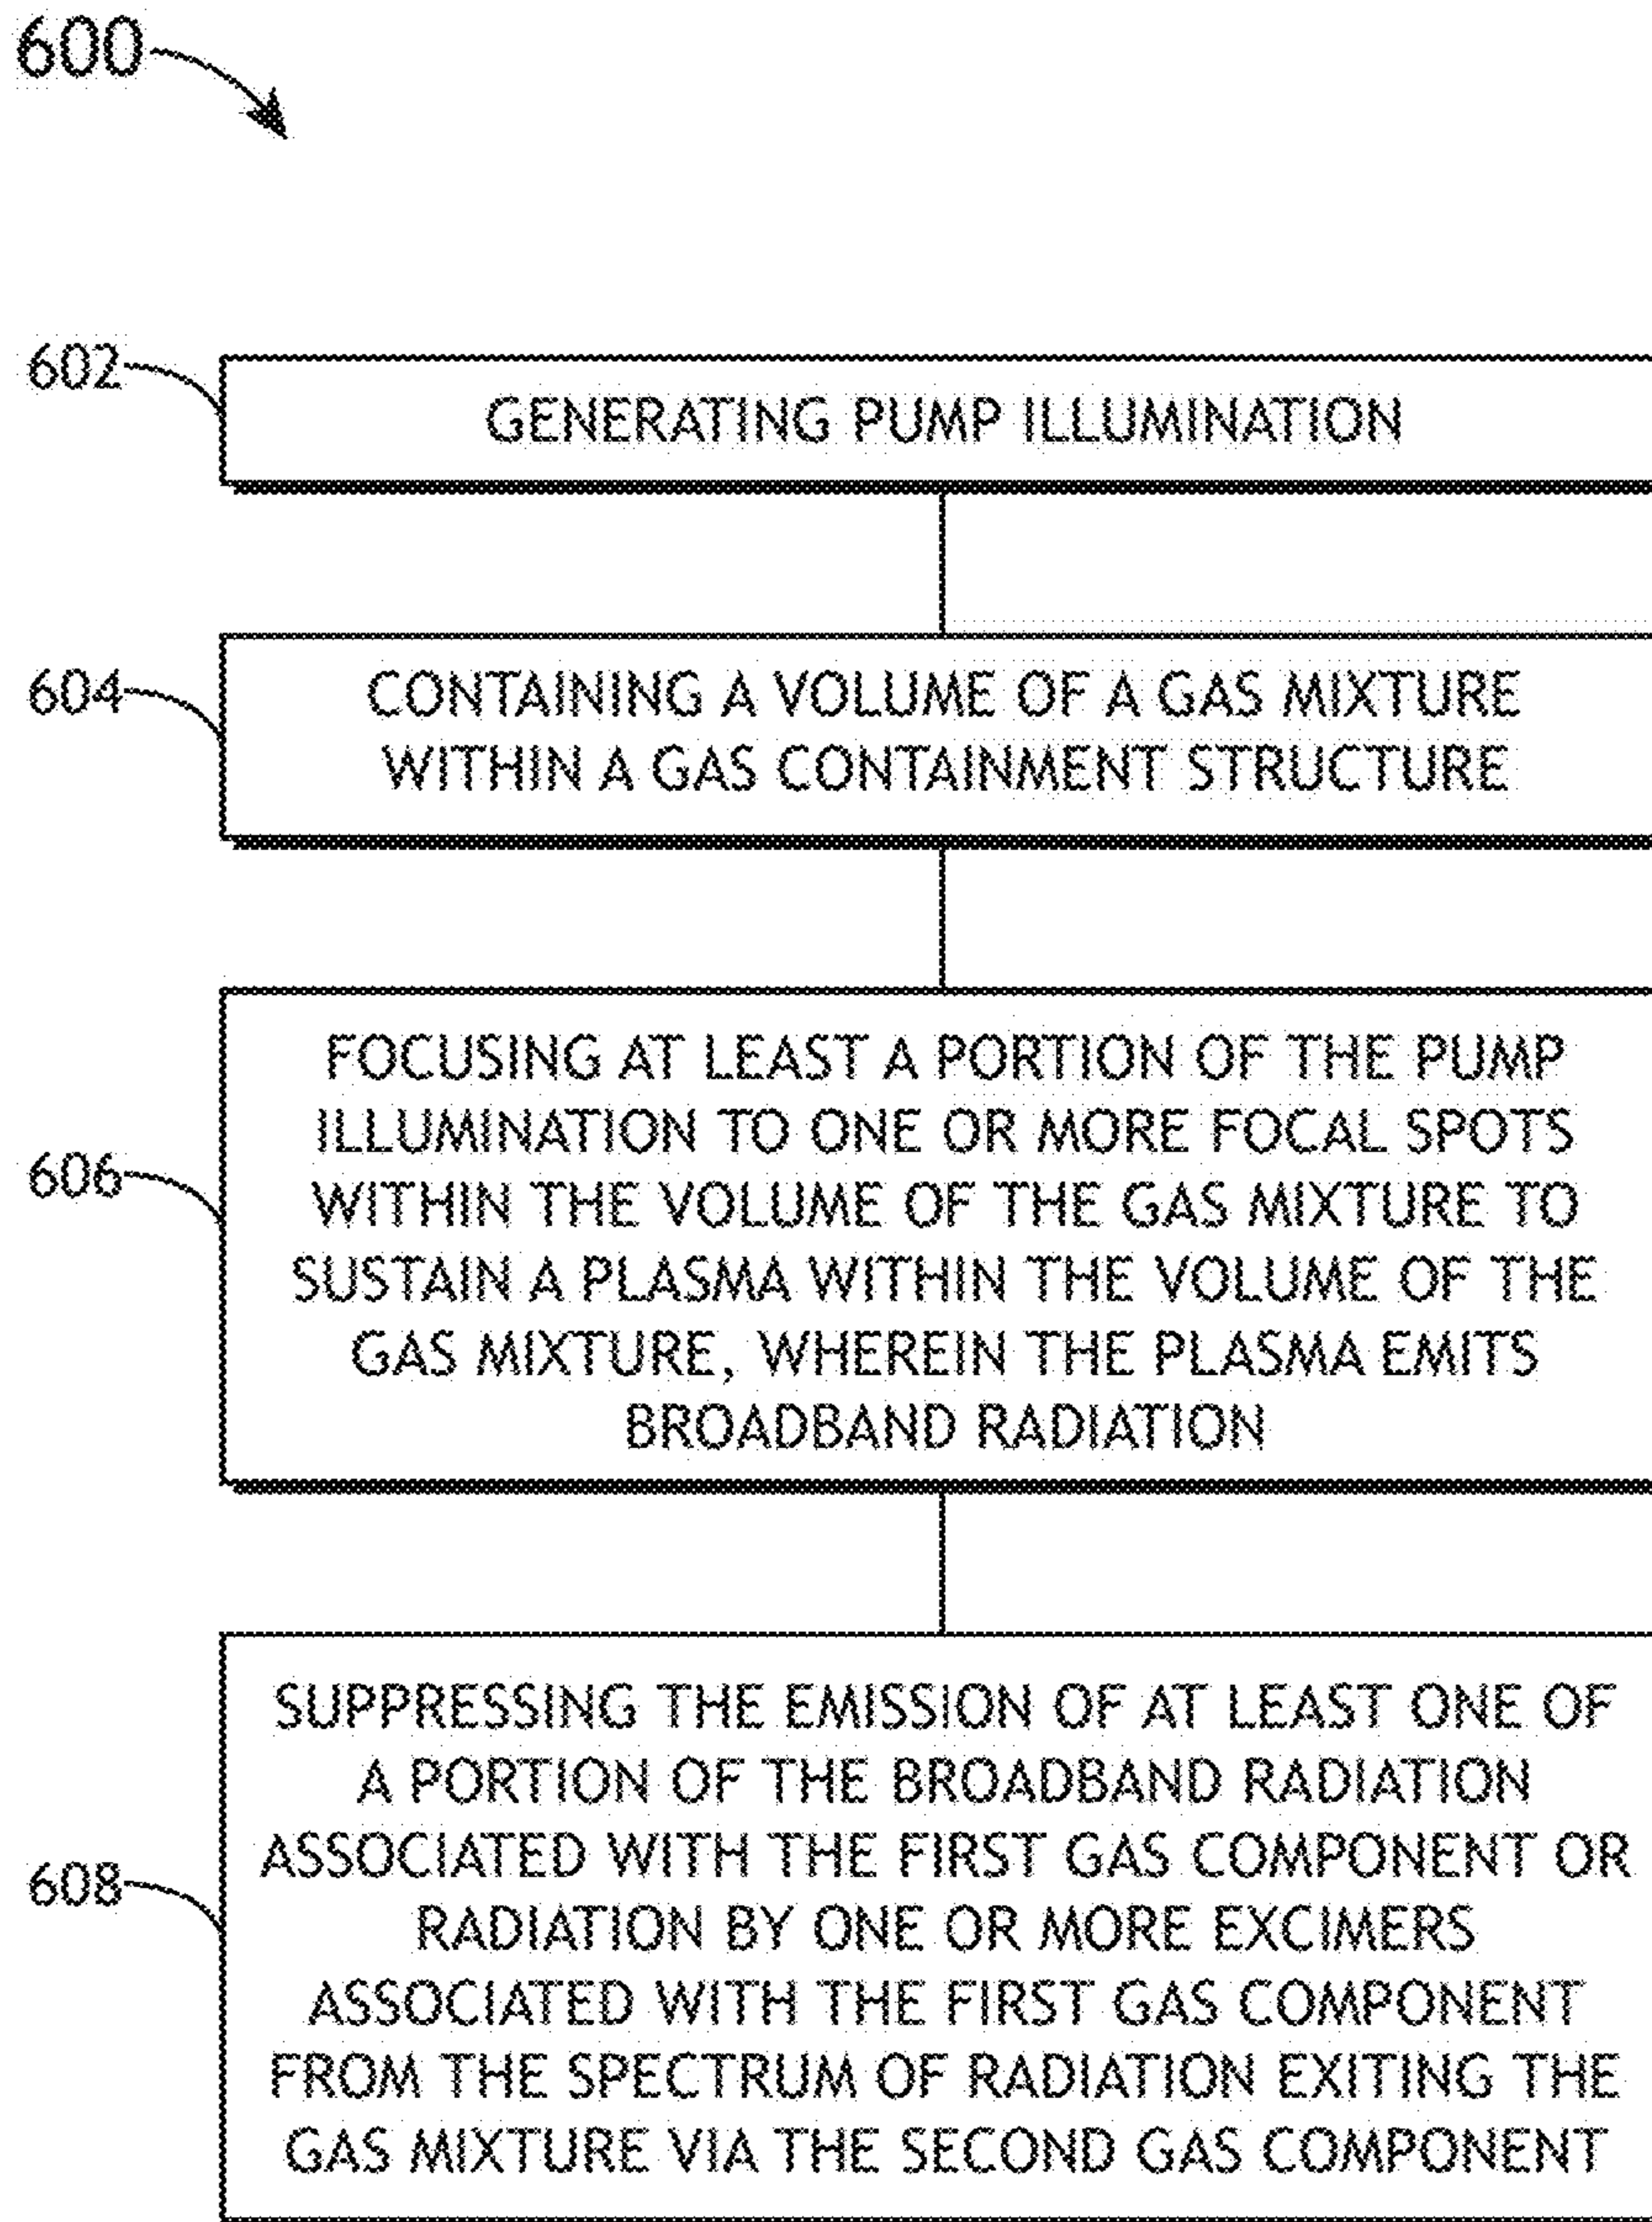 600
602
GENERATING PUMP ILLUMINATION
604
CONTAINING A VOLUME OF A GAS MIXTURE
WITHIN A GAS CONTAINMENT STRUCTURE
606
FOCUSING AT LEAST A PORTION OF THE PUMP
ILLUMINATION TO ONE OR MORE FOCAL SPOTS
WITHIN THE VOLUME OF THE GAS MIXTURE TO
SUSTAIN A PLASMA WITHIN THE VOLUME OF THE
GAS MIXTURE, WHEREIN THE PLASMA EMITS
BROADBAND RADIATION
608
SUPPRESSING THE EMISSION OF AT LEAST ONE OF
A PORTION OF THE BROADBAND RADIATION
ASSOCIATED WITH THE FIRST GAS COMPONENT OR
RADIATION BY ONE OR MORE EXCIMERS
ASSOCIATED WITH THE FIRST GAS COMPONENT
FROM THE SPECTRUM OF RADIATION EXITING THE
GAS MIXTURE VIA THE SECOND GAS COMPONENT